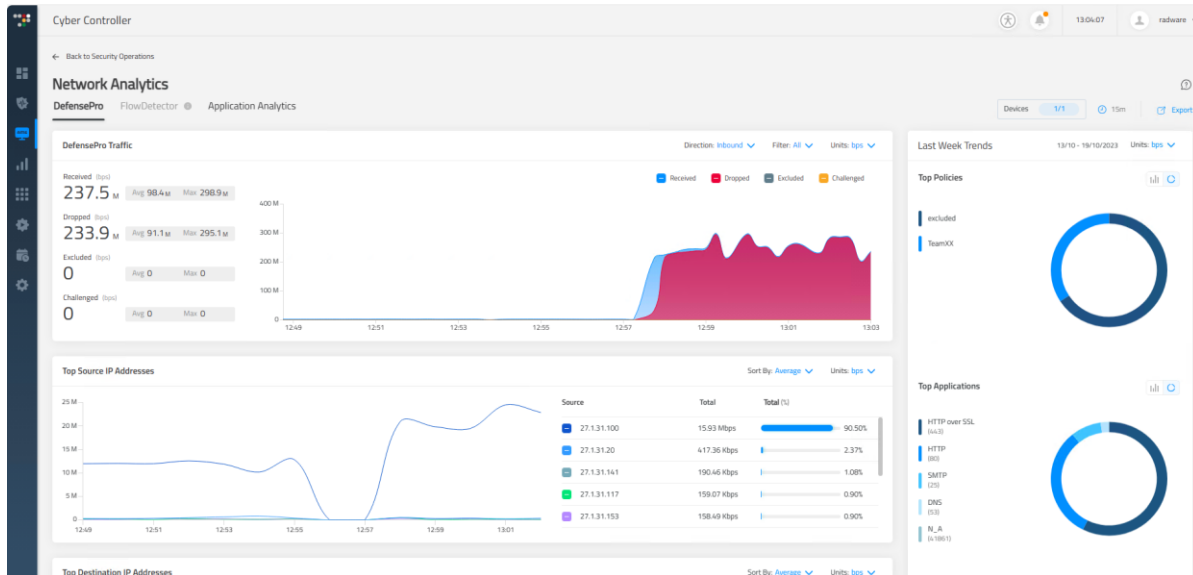 Cyber Controller
13:04:07
radware
← Back to Security Operations
Network Analytics
DefensePro
FlowDetector
Application Analytics
Devices 1/1
15m
Export
DefensePro Traffic
Direction: Inbound
Filter: All
Units: bps
Received (bps)
237.5 M
Avg 98.4 M Max 298.9 M
Dropped (bps)
233.9 M
Avg 91.1 M Max 295.1 M
Excluded (bps)
0
Avg 0 Max 0
Challenged (bps)
0
Avg 0 Max 0
Received Dropped Excluded Challenged
400 M
300 M
200 M
100 M
0
12:49 12:51 12:53 12:55 12:57 12:59 13:01 13:03
Top Source IP Addresses
Sort By: Average
Units: bps
25 M
20 M
15 M
10 M
5 M
0
12:49 12:51 12:53 12:55 12:57 12:59 13:01
Source Total Total (%)
27.1.31.100 15.93 Mbps 90.50%
27.1.31.20 417.36 Kbps 2.37%
27.1.31.141 190.46 Kbps 1.08%
27.1.31.117 159.07 Kbps 0.90%
27.1.31.153 158.49 Kbps 0.90%
Top Destination IP Addresses
Sort By: Average
Units: bps
Last Week Trends
13/10 - 19/10/2023
Units: bps
Top Policies
excluded
TeamXX
Top Applications
HTTP over SSL
(443)
HTTP
(80)
SMTP
(25)
DNS
(53)
N_A
(41861)